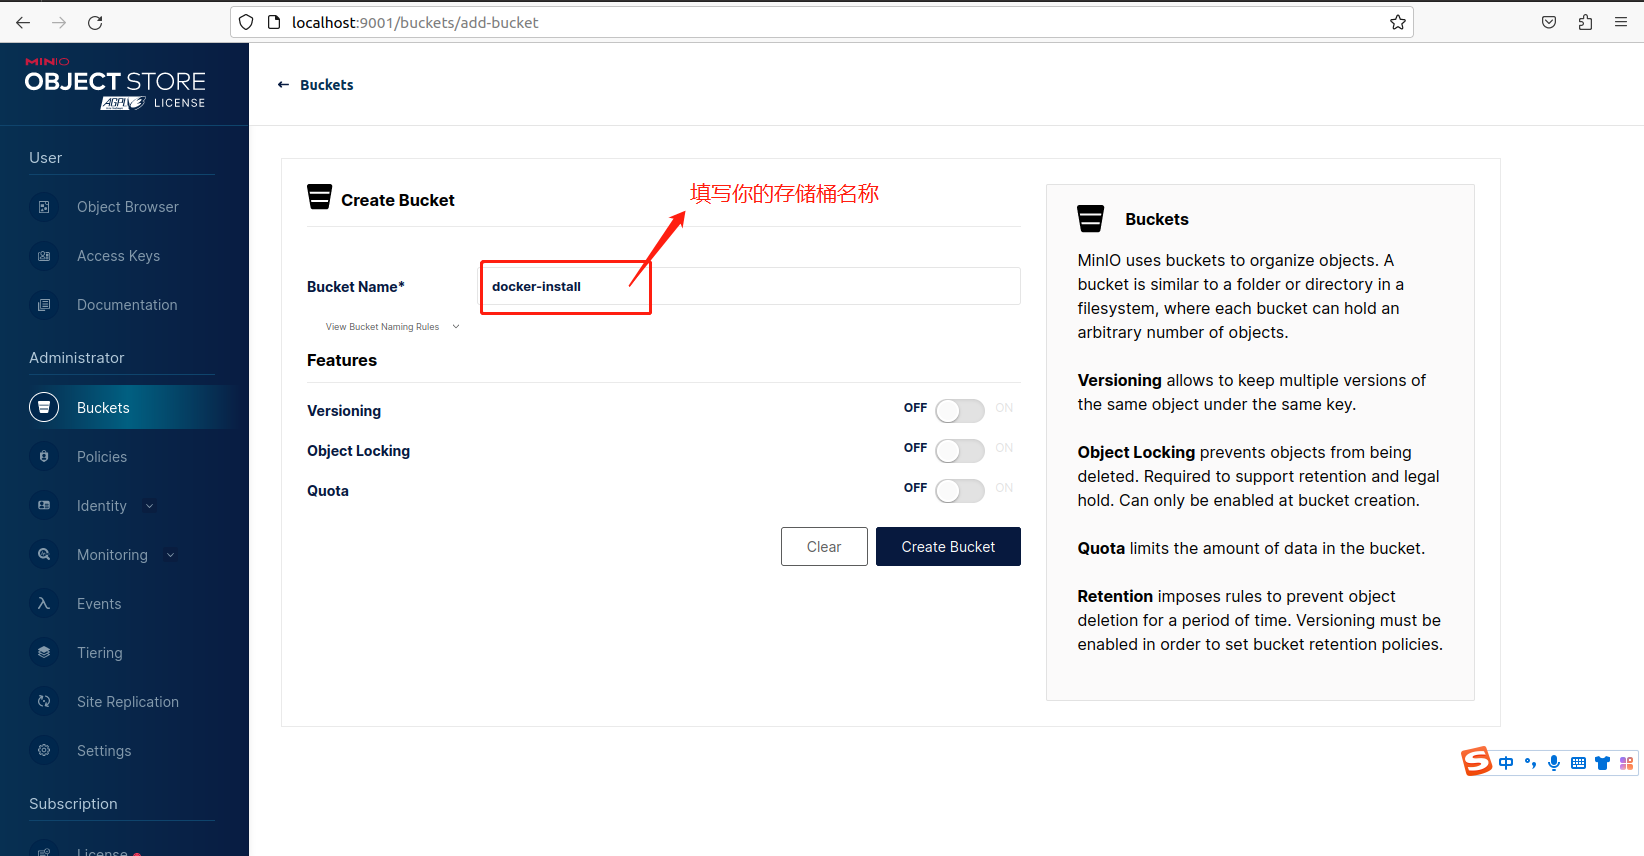 localhost:9001/buckets/add-bucket
MINIO
OBJECT STORE
AGPL LICENSE
User
Object Browser
Access Keys
Documentation
Administrator
Buckets
Policies
Identity
Monitoring
Events
Tiering
Site Replication
Settings
Subscription
License
Buckets
Create Bucket
填写你的存储桶名称
Bucket Name*
docker-install
View Bucket Naming Rules
Features
Versioning
OFF
ON
Object Locking
OFF
ON
Quota
OFF
ON
Clear
Create Bucket
Buckets
MinIO uses buckets to organize objects. A
bucket is similar to a folder or directory in a
filesystem, where each bucket can hold an
arbitrary number of objects.
Versioning allows to keep multiple versions of
the same object under the same key.
Object Locking prevents objects from being
deleted. Required to support retention and legal
hold. Can only be enabled at bucket creation.
Quota limits the amount of data in the bucket.
Retention imposes rules to prevent object
deletion for a period of time. Versioning must be
enabled in order to set bucket retention policies.
S 中